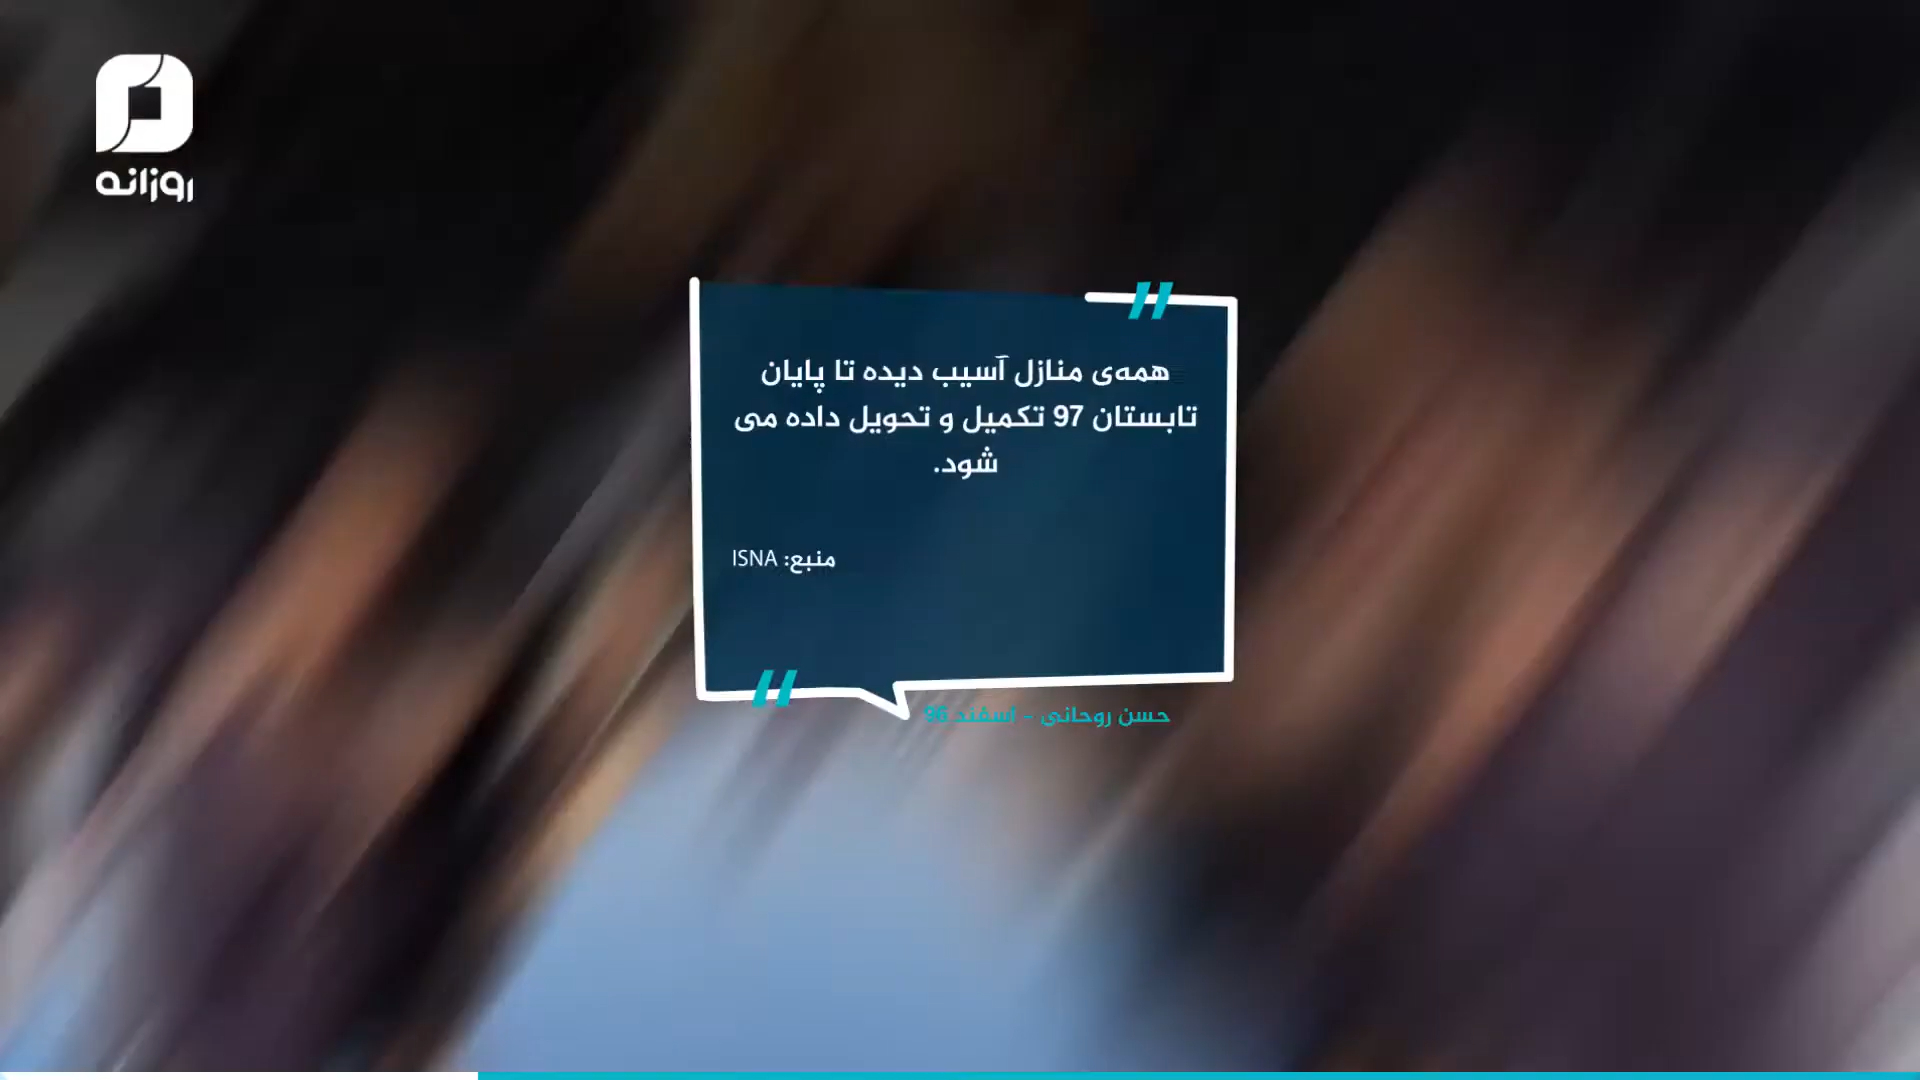 روزانه
همه‌ی منازل آسیب دیده تا پایان
تابستان 97 تکمیل و تحویل داده می
شود.
منبع: ISNA
حسن روحانی - اسفند 96